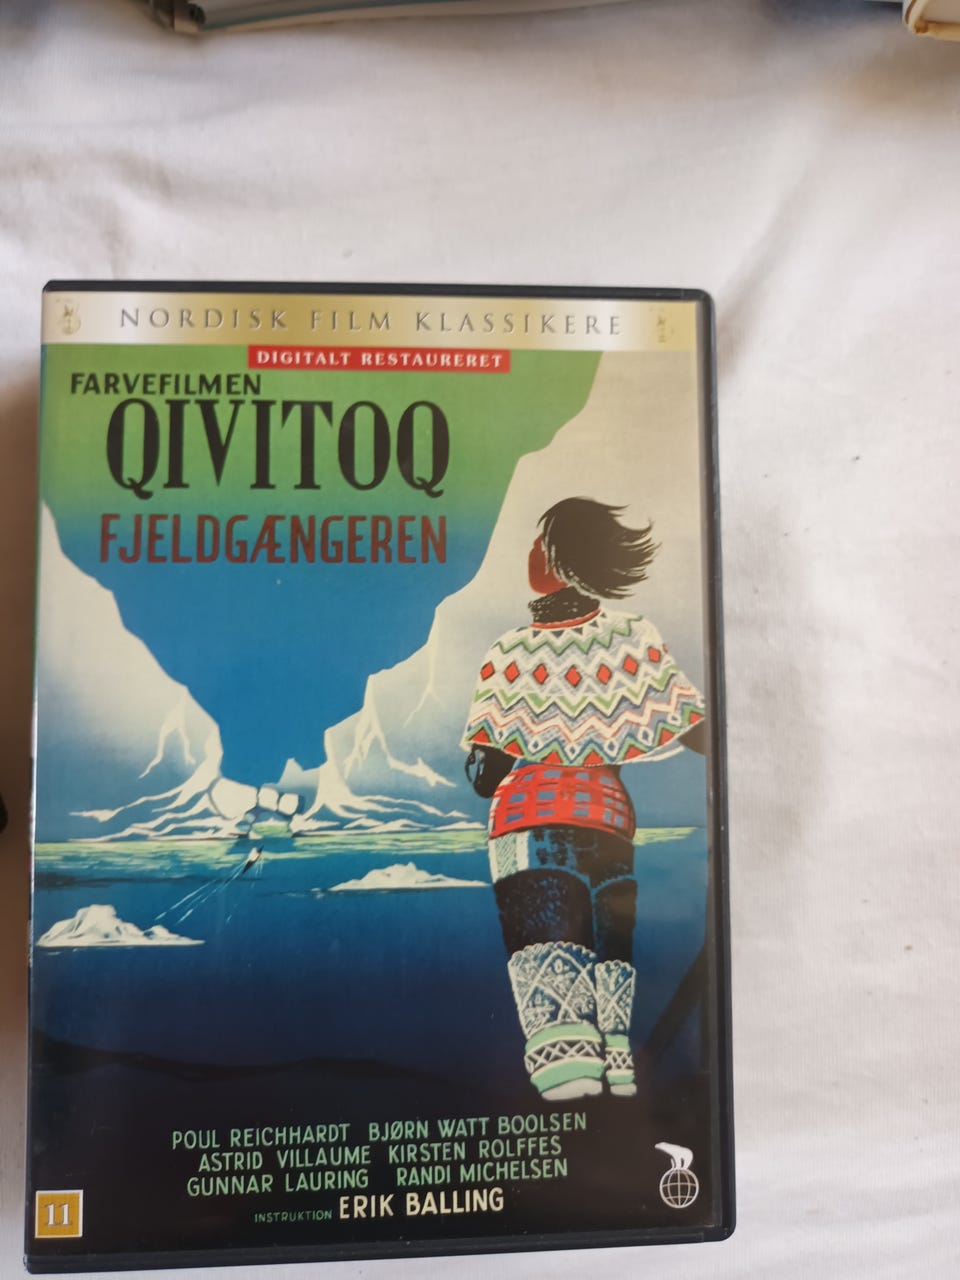 NORDISK FILM KLASSIKERE
DIGITALT RESTAURERET
FARVEFILMEN
QIVITOQ
FJELDGÆNGEREN
POUL REICHHARDT BJØRN WATT BOOLSEN
ASTRID VILLAUME KIRSTEN ROLFFES
GUNNAR LAURING RANDI MICHELSEN
INSTRUKTION ERIK BALLING
11